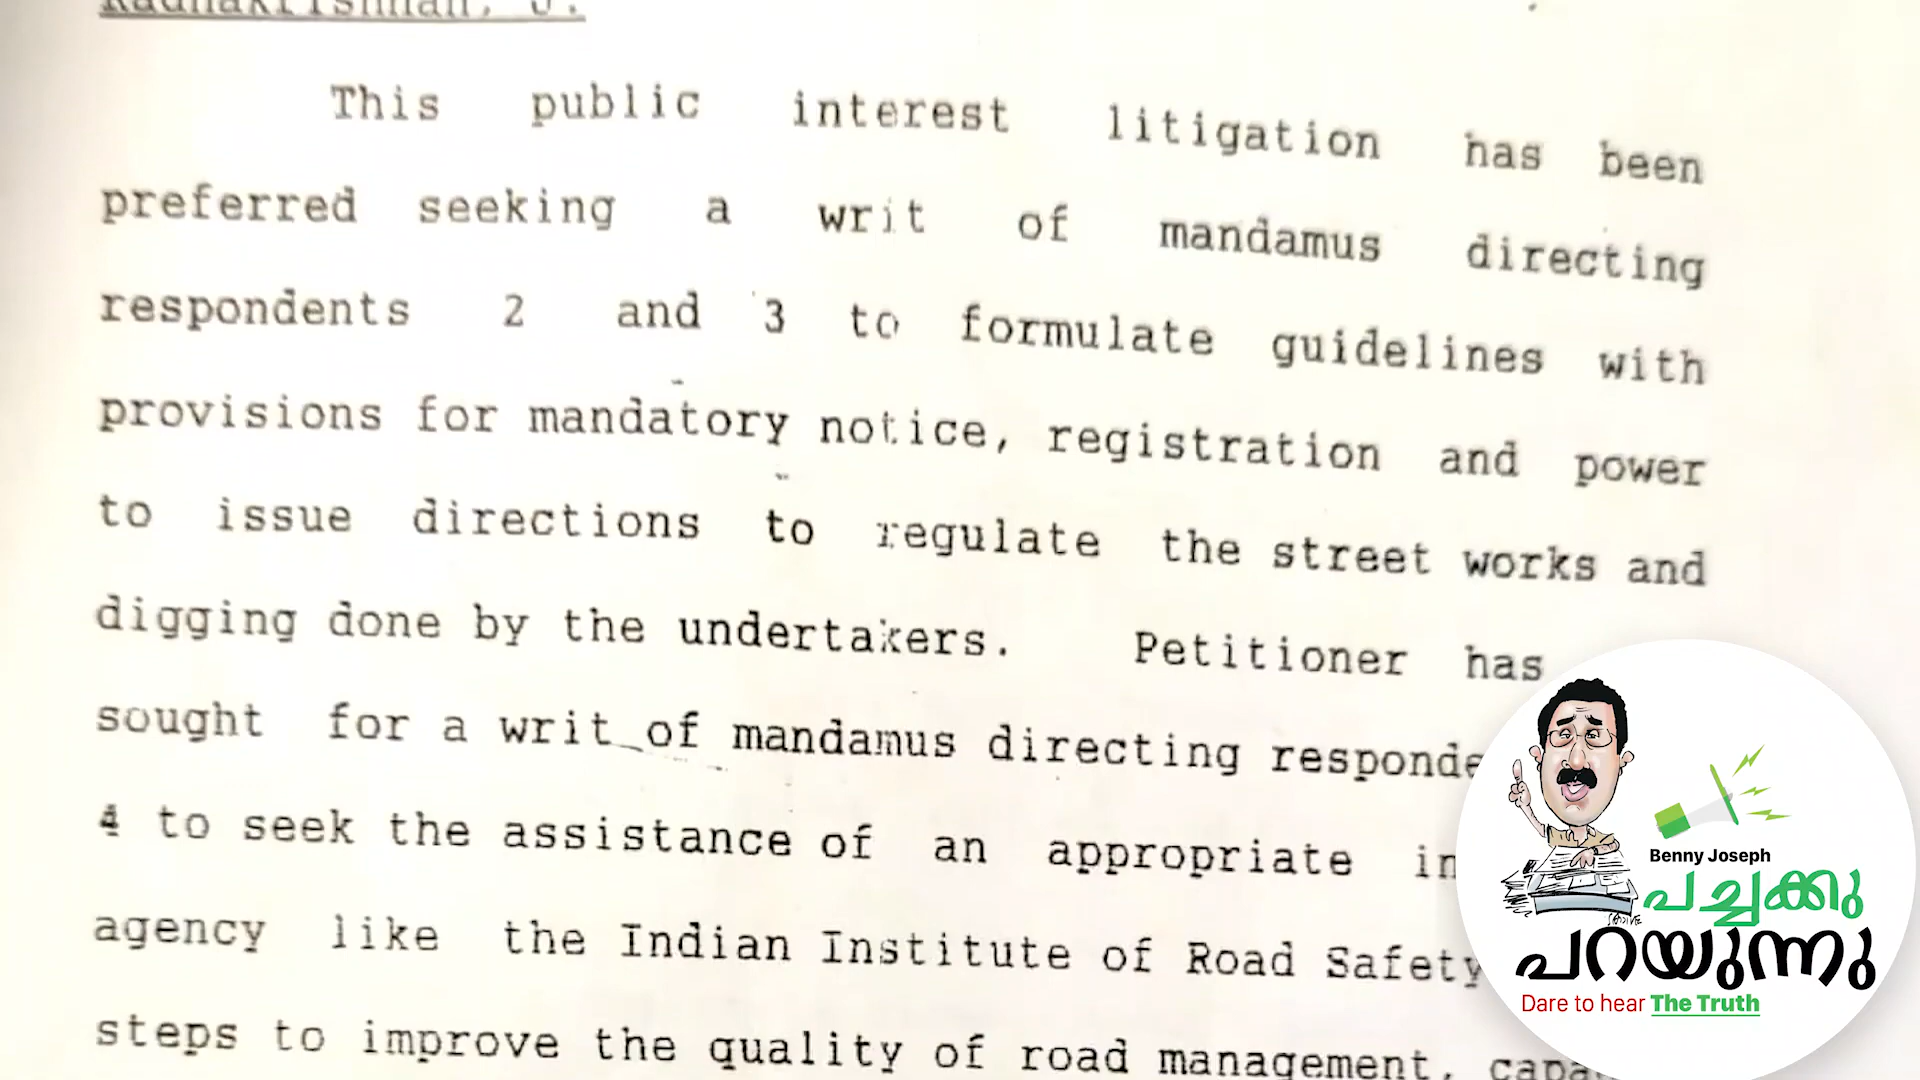 Radhakrishnan, J.
This public interest litigation has been
preferred seeking a writ of mandamus directing
respondents 2 and 3 to formulate guidelines with
provisions for mandatory notice, registration and power
to issue directions to regulate the street works and
digging done by the undertakers. Petitioner has
sought for a writ of mandamus directing
4 to seek the assistance of an appropriate
agency like the Indian Institute of Road Safety
steps to improve the quality of road management,
Benny Joseph
പച്ചക്കു
പറയുന്നു
Dare to hear The Truth